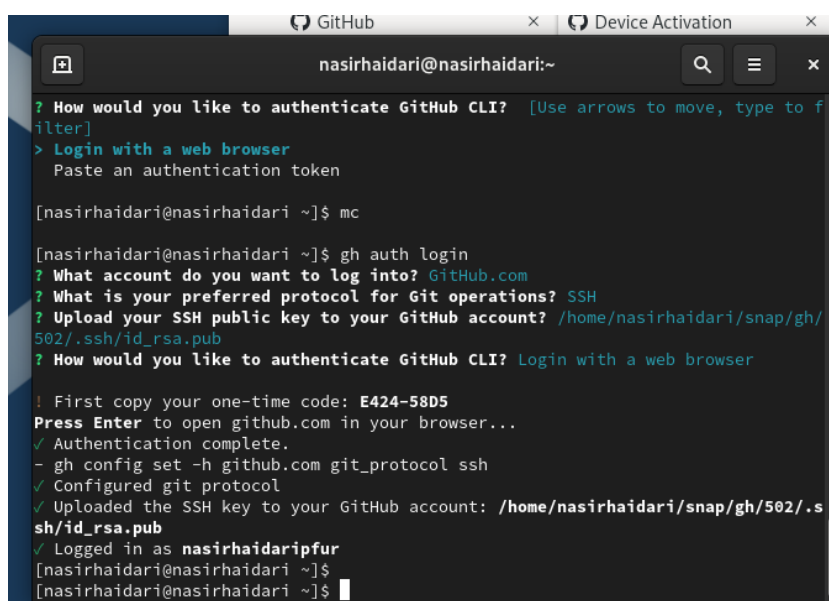 GitHub × Device Activation ×
nasirhaidari@nasirhaidari:~
? How would you like to authenticate GitHub CLI?  [Use arrows to move, type to f
ilter]
> Login with a web browser
  Paste an authentication token
[nasirhaidari@nasirhaidari ~]$ mc
[nasirhaidari@nasirhaidari ~]$ gh auth login
? What account do you want to log into? GitHub.com
? What is your preferred protocol for Git operations? SSH
? Upload your SSH public key to your GitHub account? /home/nasirhaidari/snap/gh/
502/.ssh/id_rsa.pub
? How would you like to authenticate GitHub CLI? Login with a web browser
! First copy your one-time code: E424-58D5
Press Enter to open github.com in your browser...
✓ Authentication complete.
- gh config set -h github.com git_protocol ssh
✓ Configured git protocol
✓ Uploaded the SSH key to your GitHub account: /home/nasirhaidari/snap/gh/502/.s
sh/id_rsa.pub
✓ Logged in as nasirhaidaripfur
[nasirhaidari@nasirhaidari ~]$
[nasirhaidari@nasirhaidari ~]$